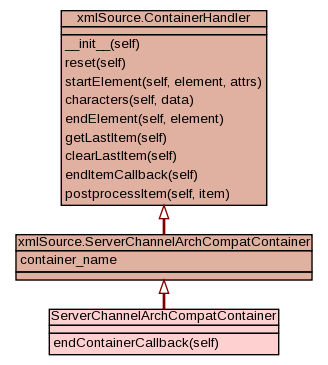 xmlSource.ContainerHandler
__init__(self)
reset(self)
startElement(self, element, attrs)
characters(self, data)
endElement(self, element)
getLastItem(self)
clearLastItem(self)
endItemCallback(self)
postprocessItem(self, item)
xmlSource.ServerChannelArchCompatContainer
container_name
ServerChannelArchCompatContainer
endContainerCallback(self)